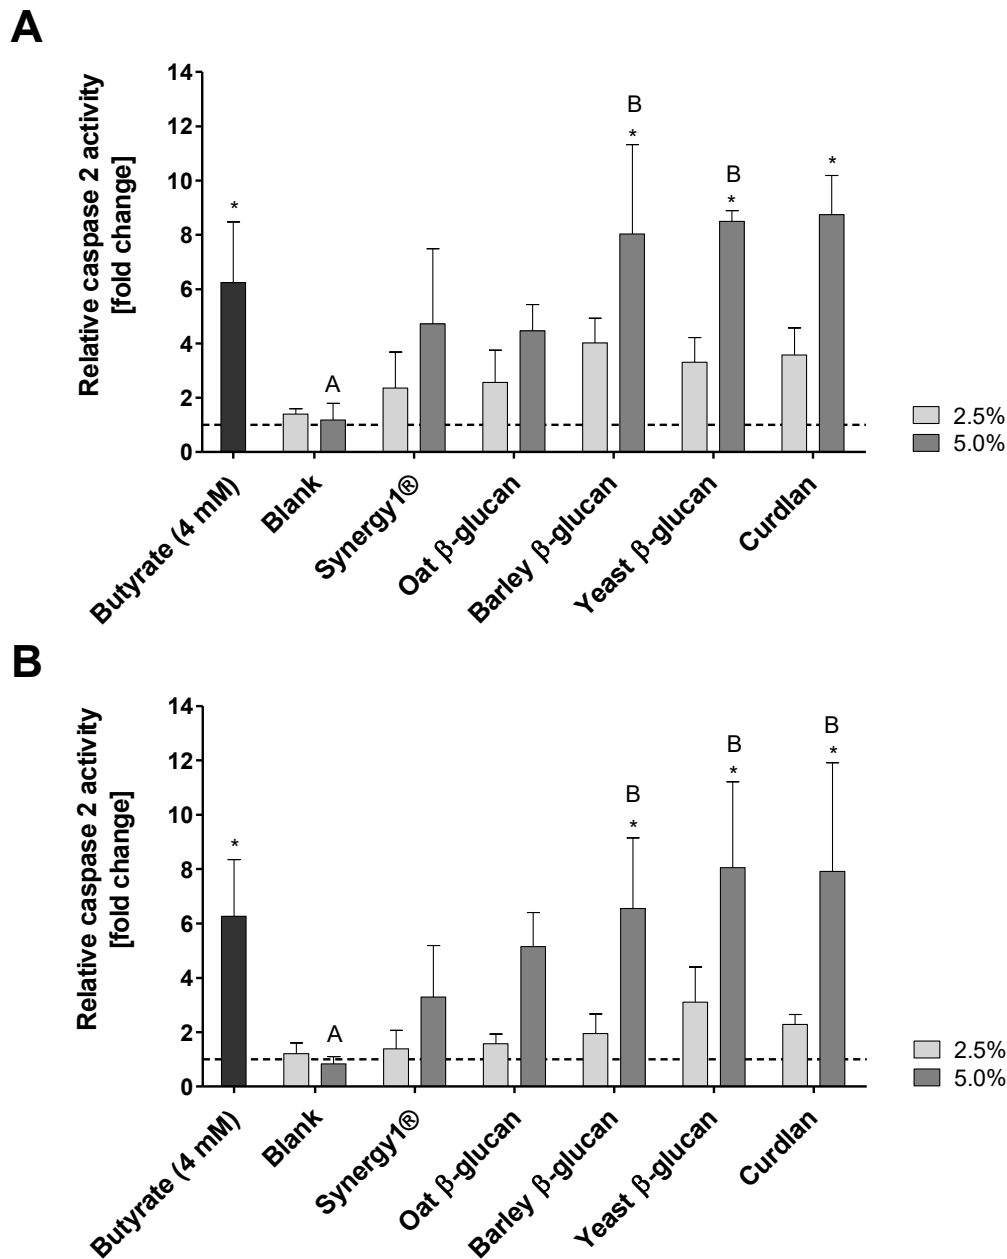 A
Relative caspase 2 activity
[fold change]
14
12
10
8
6
4
2
0
*
A
B
*
B
*
*
2.5%
5.0%
Butyrate (4 mM)
Blank
Synergy1®
Oat β-glucan
Barley β-glucan
Yeast β-glucan
Curdlan
B
Relative caspase 2 activity
[fold change]
14
12
10
8
6
4
2
0
*
A
B
*
B
*
B
*
2.5%
5.0%
Butyrate (4 mM)
Blank
Synergy1®
Oat β-glucan
Barley β-glucan
Yeast β-glucan
Curdlan